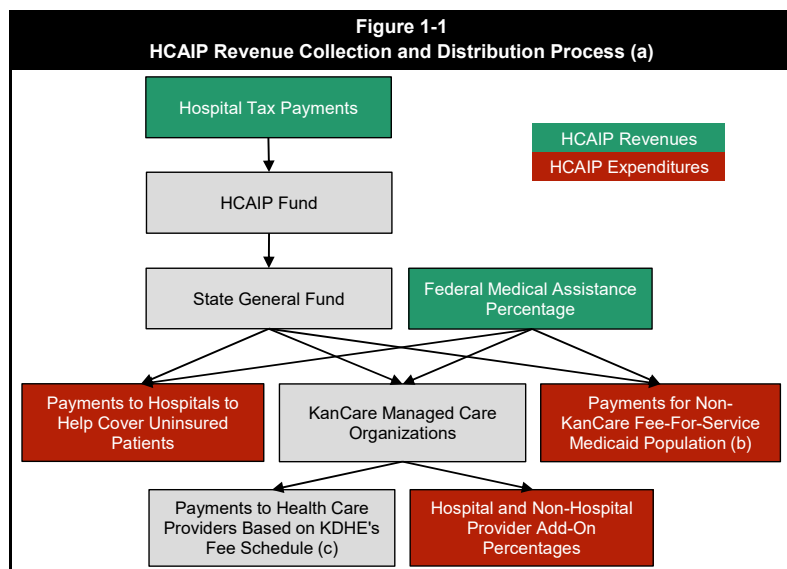 Figure 1-1
HCAIP Revenue Collection and Distribution Process (a)
Hospital Tax Payments
HCAIP Revenues
HCAIP Expenditures
HCAIP Fund
State General Fund
Federal Medical Assistance
Percentage
Payments to Hospitals to
Help Cover Uninsured
Patients
KanCare Managed Care
Organizations
Payments for Non-
KanCare Fee-For-Service
Medicaid Population (b)
Payments to Health Care
Providers Based on KDHE's
Fee Schedule (c)
Hospital and Non-Hospital
Provider Add-On
Percentages